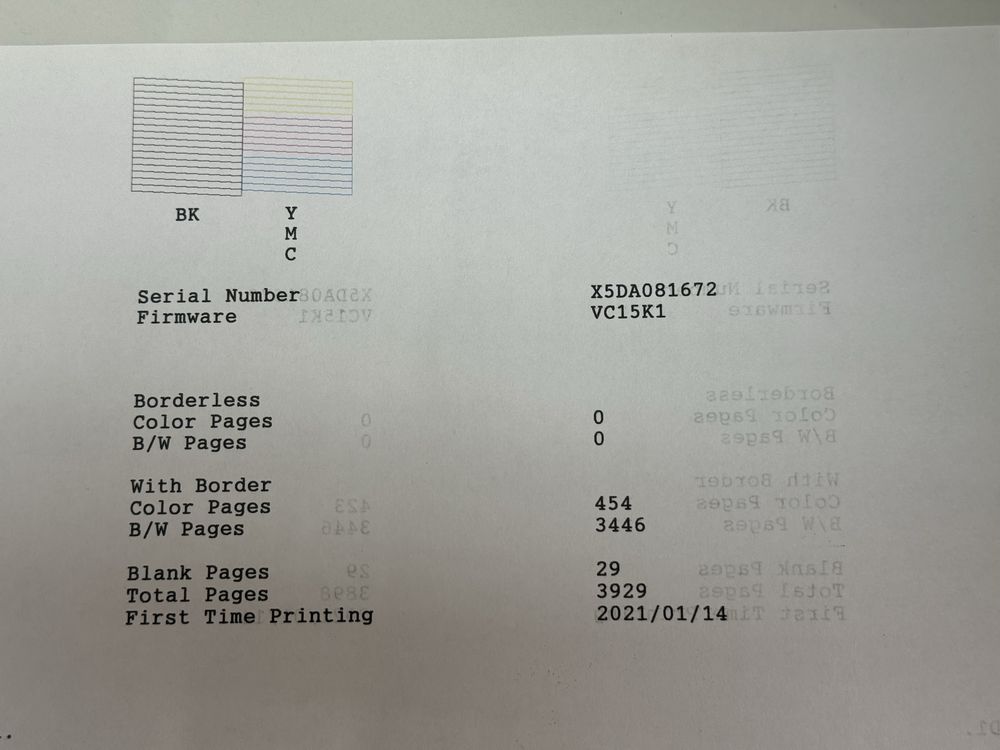 BK Y
M
C
Serial Number X5DA081672
Firmware VC15K1
Borderless
Color Pages 0
B/W Pages 0
With Border
Color Pages 454
B/W Pages 3446
Blank Pages 29
Total Pages 3929
First Time Printing 2021/01/14